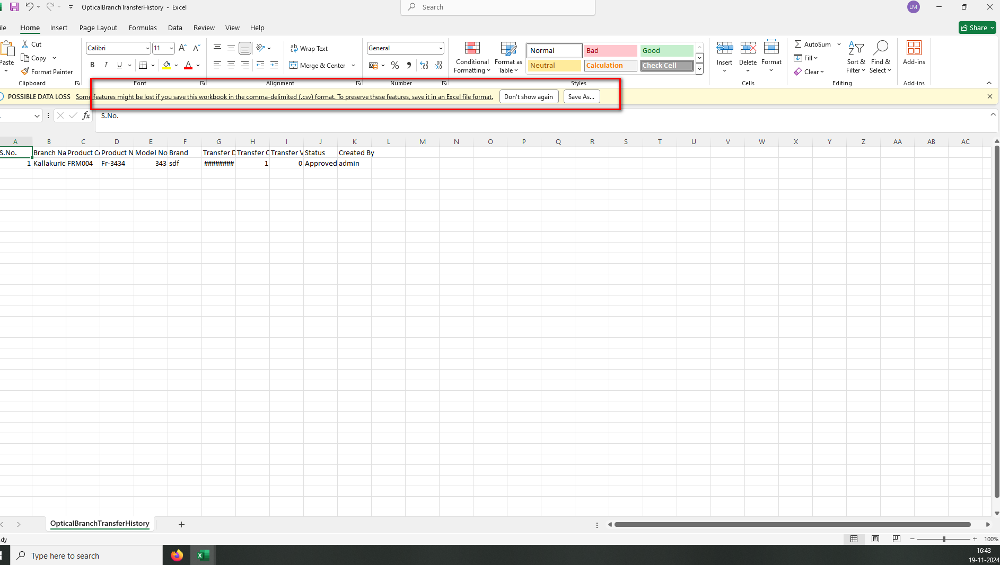 OpticalBranchTransferHistory - Excel
Search
LM
ile Home Insert Page Layout Formulas Data Review View Help
Share
Paste
Cut
Copy
Format Painter
Clipboard
Calibri 11
B I U
Font
Wrap Text
Merge & Center
Alignment
General
Number
Conditional Formatting
Format as Table
Normal Bad Good
Neutral Calculation Check Cell
Styles
Insert Delete Format
Cells
AutoSum
Fill
Clear
Sort & Filter
Find & Select
Editing
Add-ins
Add-ins
POSSIBLE DATA LOSS Some features might be lost if you save this workbook in the comma-delimited (.csv) format. To preserve these features, save it in an Excel file format. Don't show again Save As...
fx S.No.
A B C D E F G H I J K L M N O P Q R S T U V W X Y Z AA AB AC
S.No. Branch Na Product Co Product N Model No Brand Transfer D Transfer C Transfer V Status Created By
1 Kallakuric FRM004 Fr-3434 343 sdf ######## 1 0 Approved admin
OpticalBranchTransferHistory
dy
100%
Type here to search
16:43
19-11-2024